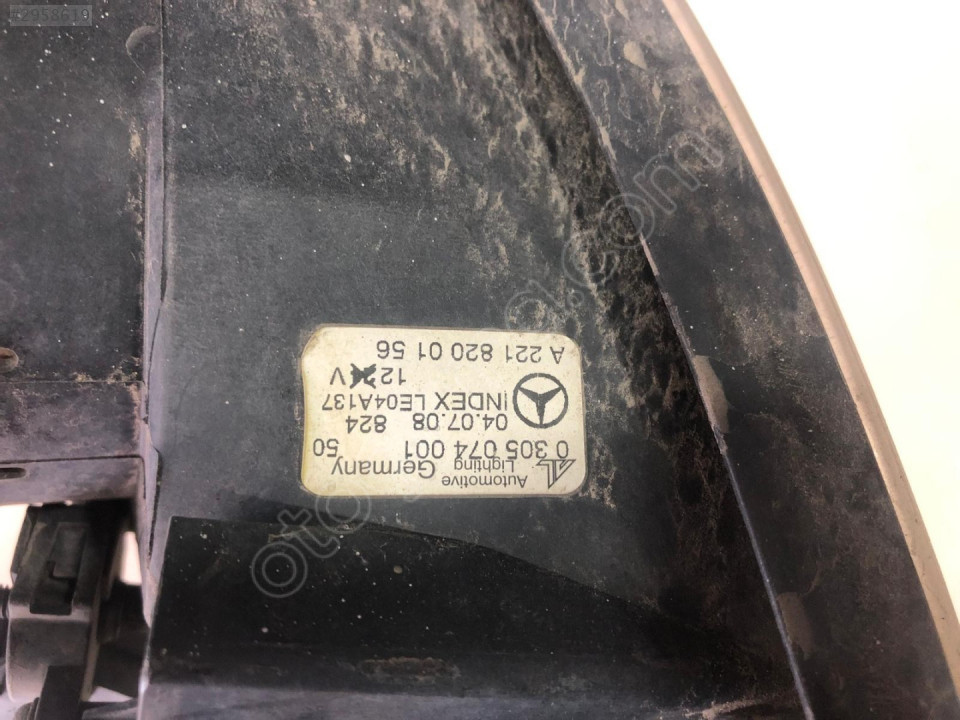 Automotive
Lighting Germany
0 305 074 001 50
04.07.08 824
INDEX LE04A137
12 V
A 221 820 01 56